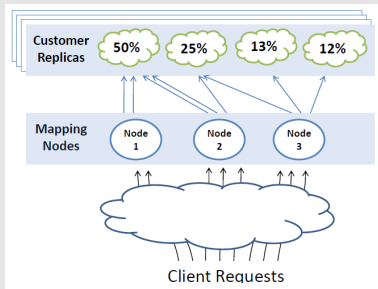 Customer
Replicas
50%
25%
13%
12%
Mapping
Nodes
Node
1
Node
2
Node
3
Client Requests